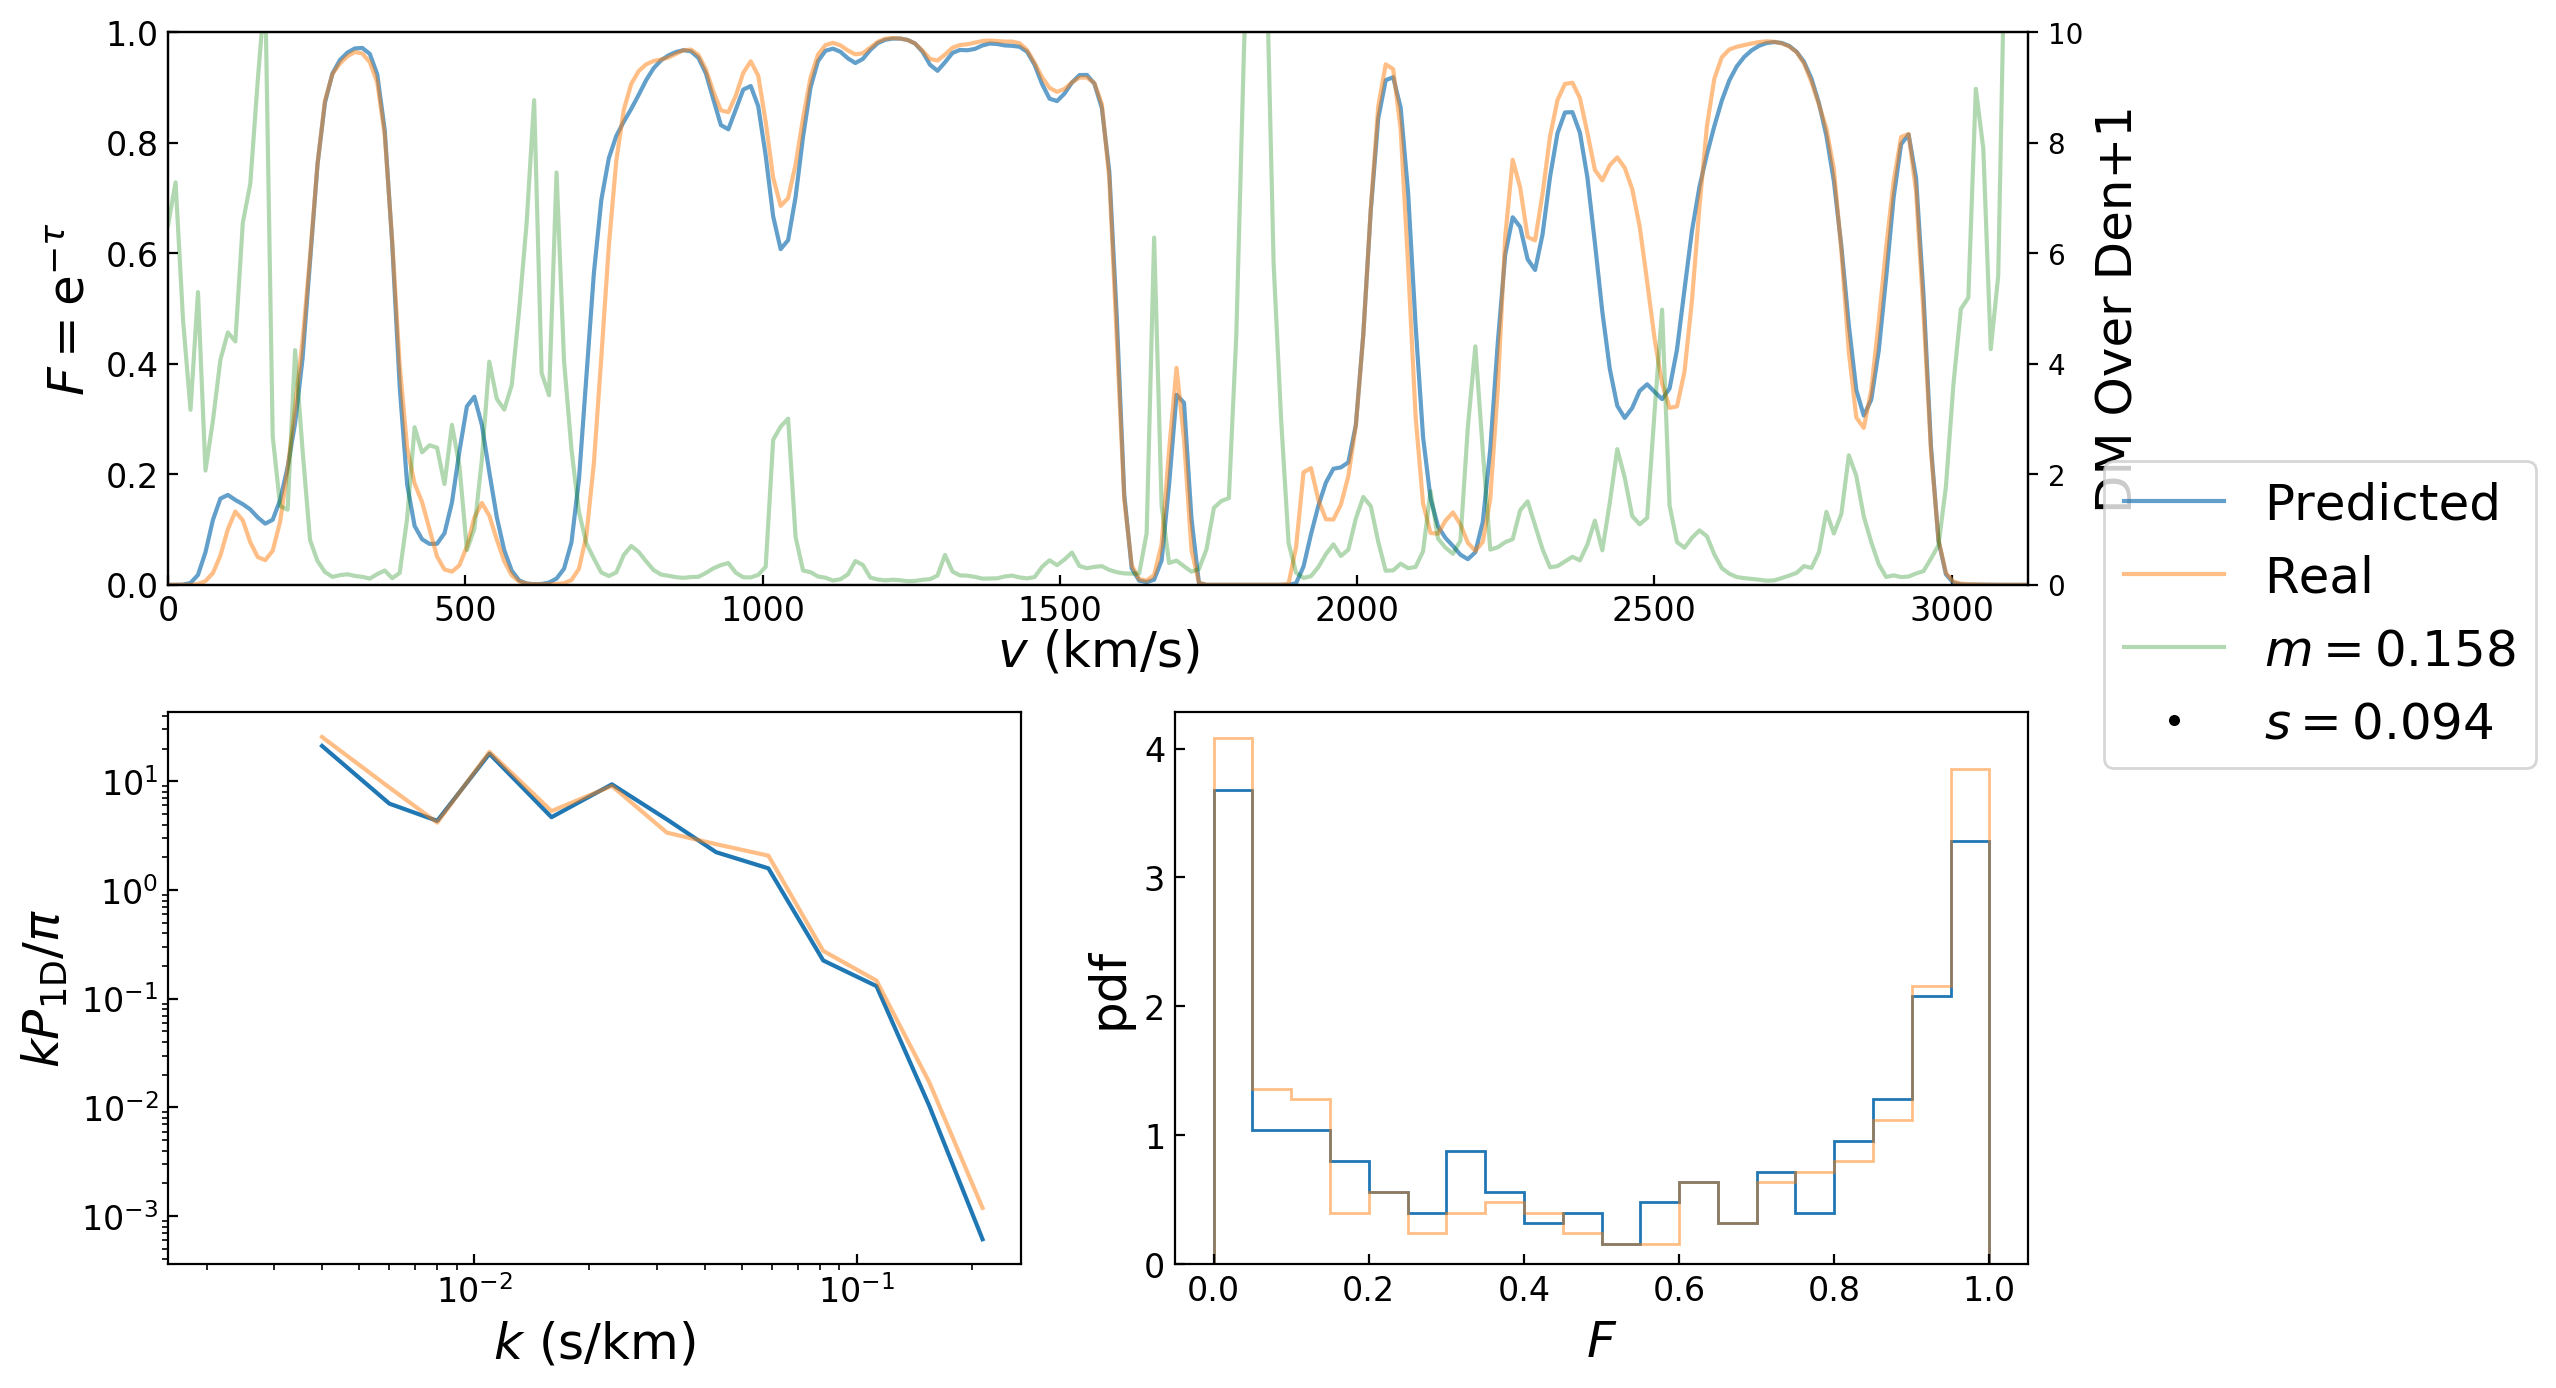 1.0
0.8
0.6
0.4
0.2
0.0
F = e^{-τ}
10
8
6
4
2
0
DM Over Den+1
0 500 1000 1500 2000 2500 3000
v (km/s)
Predicted
Real
m = 0.158
s = 0.094
10^1
10^0
10^{-1}
10^{-2}
10^{-3}
kP_{1D}/π
10^{-2} 10^{-1}
k (s/km)
4
3
2
1
0
pdf
0.0 0.2 0.4 0.6 0.8 1.0
F